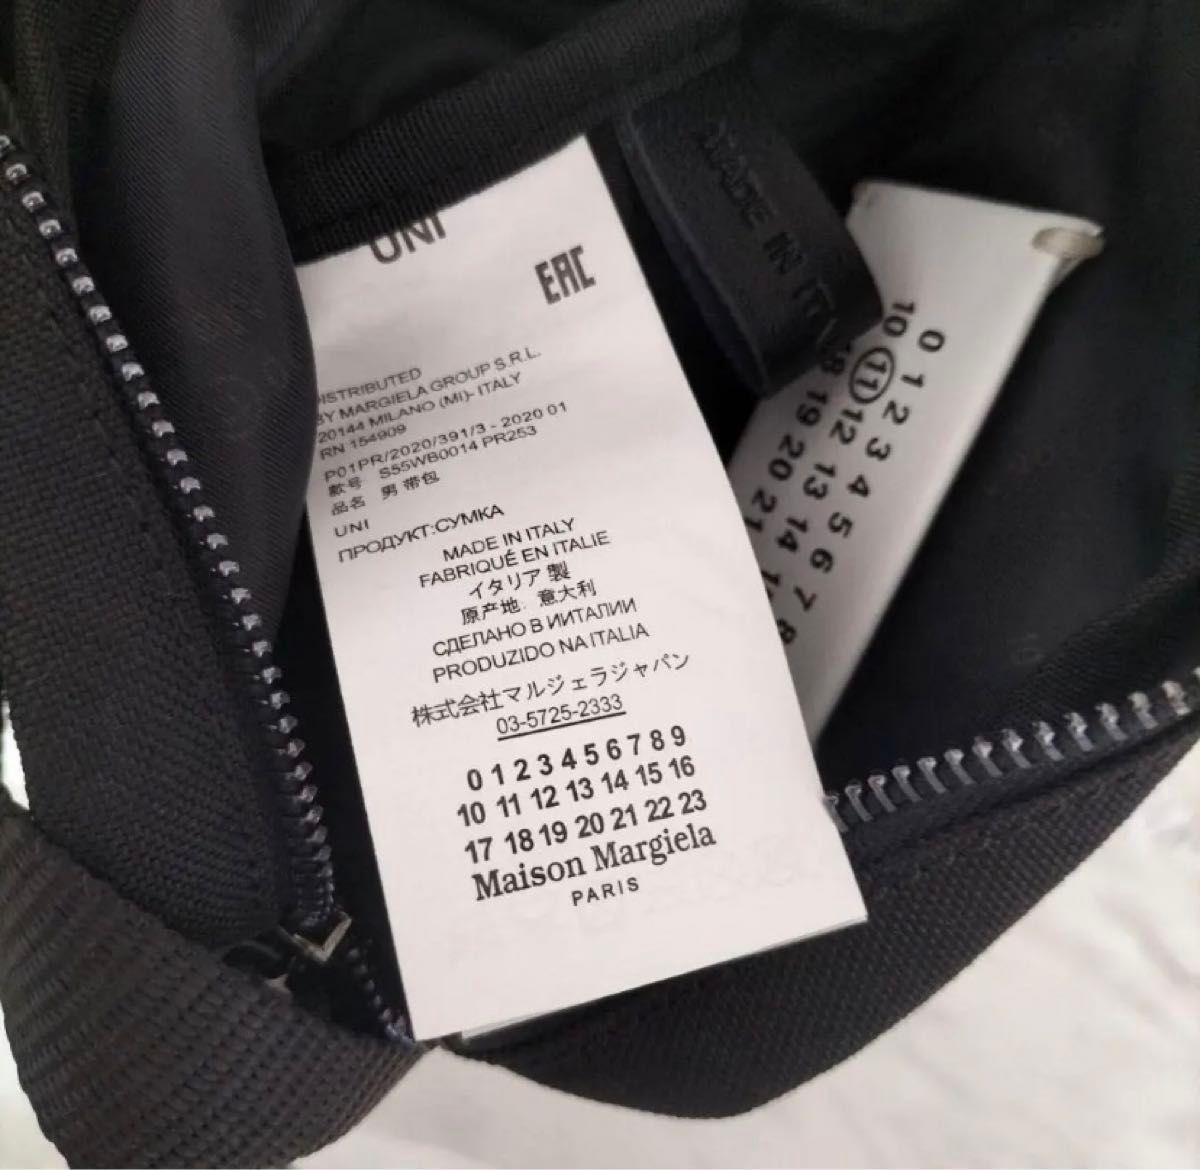 UNI
EAC
DISTRIBUTED
BY MARGIELA GROUP S.R.L.
20144 MILANO (MI)- ITALY
RN 154909
P01PR/2020/391/3 - 2020 01
款号 S55WB0014 PR253
品名 男 带包
UNI
ПРОДУКТ:СУМКА
MADE IN ITALY
FABRIQUÉ EN ITALIE
イタリア 製
原产地: 意大利
СДЕЛАНО В ИИТАЛИИ
PRODUZIDO NA ITALIA
株式会社マルジェラジャパン
03-5725-2333
0 1 2 3 4 5 6 7 8 9
10 11 12 13 14 15 16
17 18 19 20 21 22 23
Maison Margiela
PARIS
MADE IN
0 1 2 3 4 5 6 7 8
10 11 12 13 14
18 19 20 21